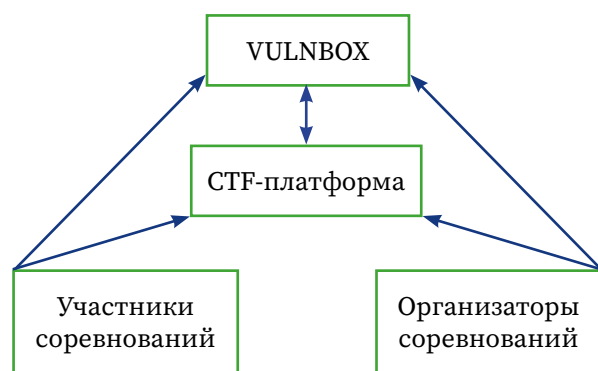 VULNBOX
CTF-платформа
Участники
соревнований
Организаторы
соревнований